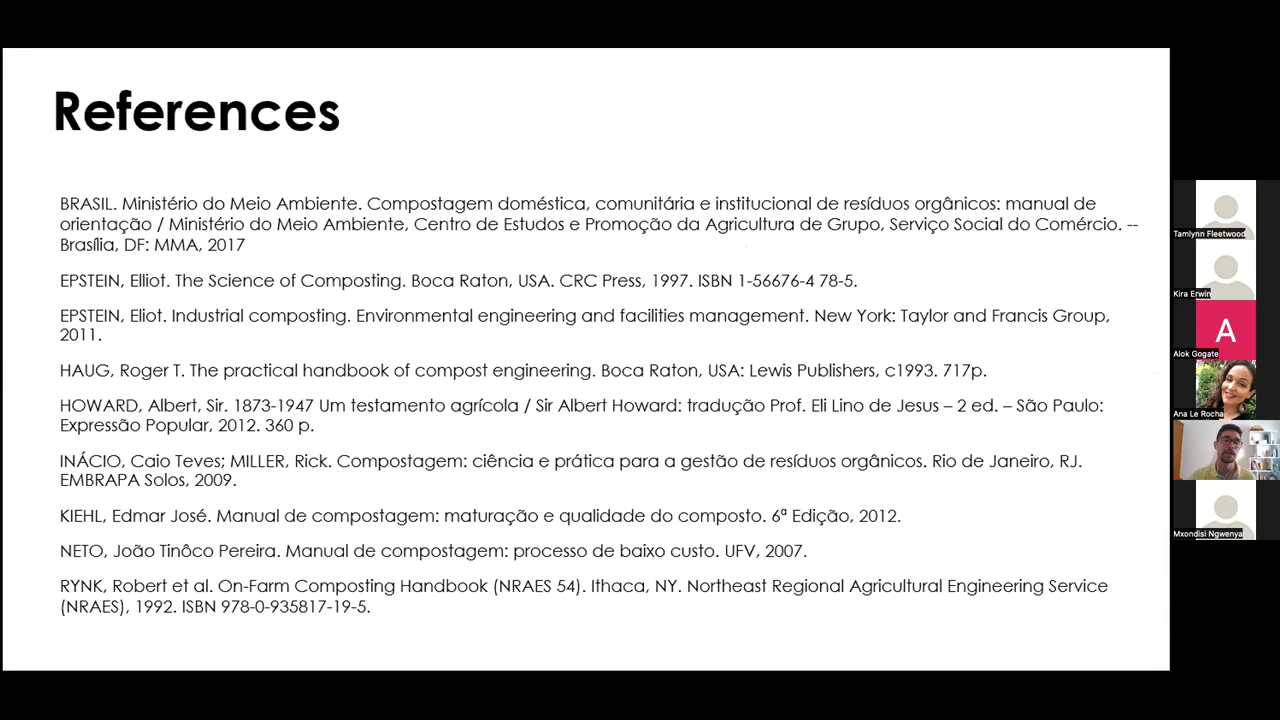 References
BRASIL. Ministério do Meio Ambiente. Compostagem doméstica, comunitária e institucional de resíduos orgânicos: manual de
orientação / Ministério do Meio Ambiente, Centro de Estudos e Promoção da Agricultura de Grupo, Serviço Social do Comércio. --
Brasília, DF: MMA, 2017
EPSTEIN, Elliot. The Science of Composting. Boca Raton, USA. CRC Press, 1997. ISBN 1-56676-4 78-5.
EPSTEIN, Eliot. Industrial composting. Environmental engineering and facilities management. New York: Taylor and Francis Group,
2011.
HAUG, Roger T. The practical handbook of compost engineering. Boca Raton, USA: Lewis Publishers, c1993. 717p.
HOWARD, Albert, Sir. 1873-1947 Um testamento agrícola / Sir Albert Howard: tradução Prof. Eli Lino de Jesus – 2 ed. – São Paulo:
Expressão Popular, 2012. 360 p.
INÁCIO, Caio Teves; MILLER, Rick. Compostagem: ciência e prática para a gestão de resíduos orgânicos. Rio de Janeiro, RJ.
EMBRAPA Solos, 2009.
KIEHL, Edmar José. Manual de compostagem: maturação e qualidade do composto. 6ª Edição, 2012.
NETO, João Tinôco Pereira. Manual de compostagem: processo de baixo custo. UFV, 2007.
RYNK, Robert et al. On-Farm Composting Handbook (NRAES 54). Ithaca, NY. Northeast Regional Agricultural Engineering Service
(NRAES), 1992. ISBN 978-0-935817-19-5.
Tamlynn Fleetwood
Kira Erwin
A
Alok Gogate
Ana Le Rocha
Mxondisi Ngwenya